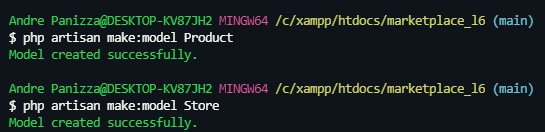 Andre Panizza@DESKTOP-KV87JH2 MINGW64 /c/xampp/htdocs/marketplace_l6 (main)
$ php artisan make:model Product
Model created successfully.
Andre Panizza@DESKTOP-KV87JH2 MINGW64 /c/xampp/htdocs/marketplace_l6 (main)
$ php artisan make:model Store
Model created successfully.